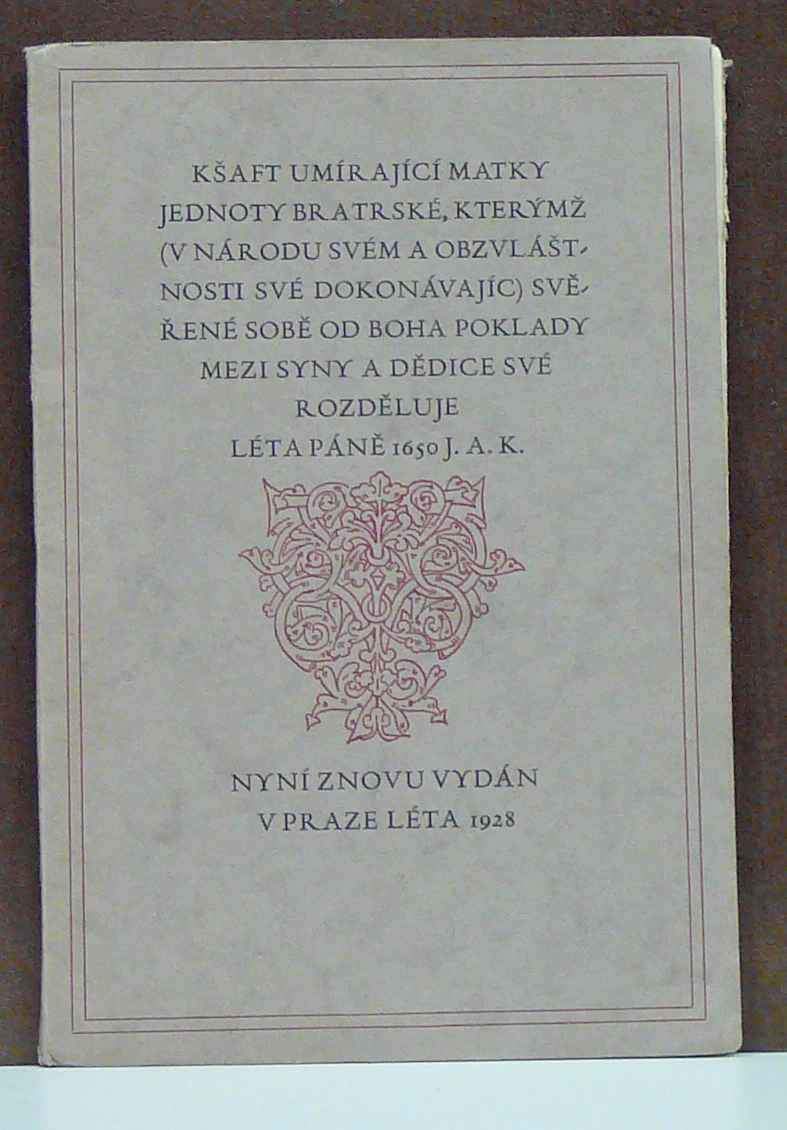 KŠAFT UMÍRAJÍCÍ MATKY
JEDNOTY BRATRSKÉ, KTERÝMŽ
(V NÁRODU SVÉM A OBZVLÁŠT-
NOSTI SVÉ DOKONÁVAJÍC) SVĚ-
ŘENÉ SOBĚ OD BOHA POKLADY
MEZI SYNY A DĚDICE SVÉ
ROZDĚLUJE
LÉTA PÁNĚ 1650 J. A. K.
NYNÍ ZNOVU VYDÁN
V PRAZE LÉTA 1928